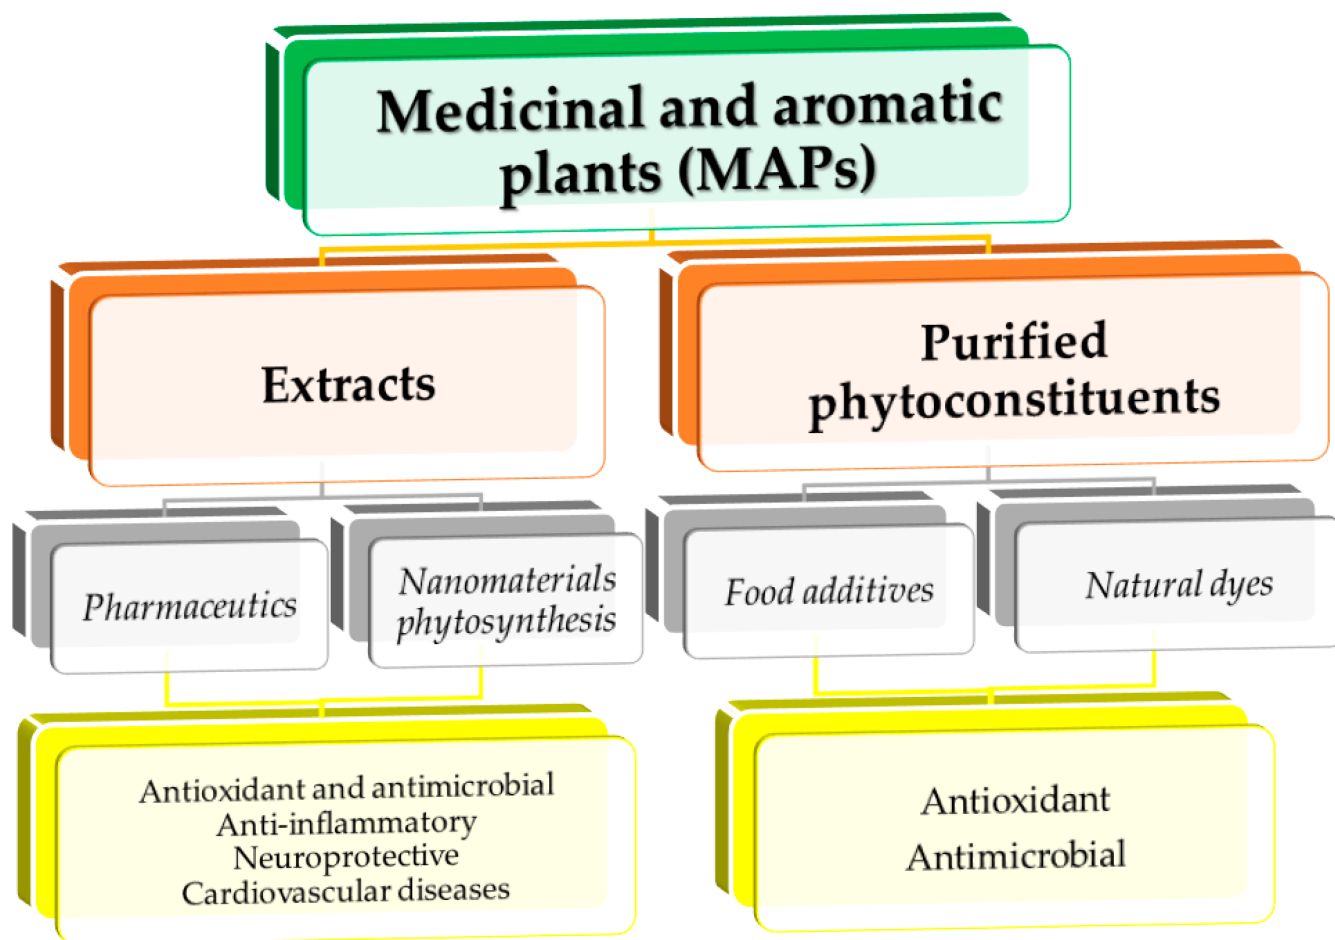 Medicinal and aromatic
plants (MAPs)
Extracts
Purified
phytoconstituents
Pharmaceutics
Nanomaterials
phytosynthesis
Food additives
Natural dyes
Antioxidant and antimicrobial
Anti-inflammatory
Neuroprotective
Cardiovascular diseases
Antioxidant
Antimicrobial